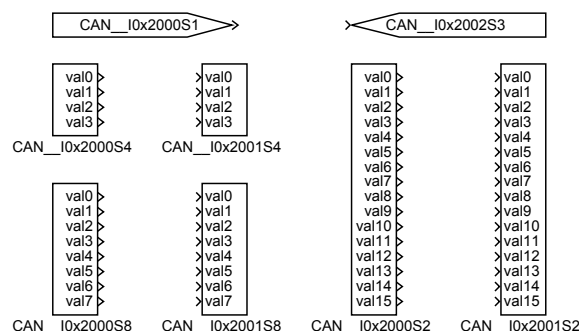 CAN__I0x2000S1
CAN__I0x2002S3
val0
val1
val2
val3
CAN__I0x2000S4
val0
val1
val2
val3
CAN__I0x2001S4
val0
val1
val2
val3
val4
val5
val6
val7
CAN__I0x2000S8
val0
val1
val2
val3
val4
val5
val6
val7
CAN__I0x2001S8
val0
val1
val2
val3
val4
val5
val6
val7
val8
val9
val10
val11
val12
val13
val14
val15
CAN__I0x2000S2
val0
val1
val2
val3
val4
val5
val6
val7
val8
val9
val10
val11
val12
val13
val14
val15
CAN__I0x2001S2